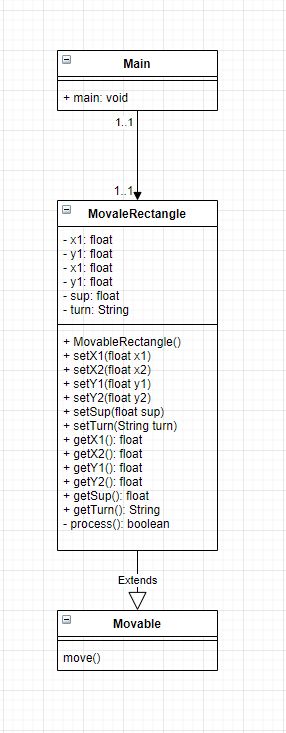 Main
+ main: void
1..1
1..1
MovaleRectangle
- x1: float
- y1: float
- x1: float
- y1: float
- sup: float
- turn: String
+ MovableRectangle()
+ setX1(float x1)
+ setX2(float x2)
+ setY1(float y1)
+ setY2(float y2)
+ setSup(float sup)
+ setTurn(String turn)
+ getX1(): float
+ getX2(): float
+ getY1(): float
+ getY2(): float
+ getSup(): float
+ getTurn(): String
- process(): boolean
Extends
Movable
move()